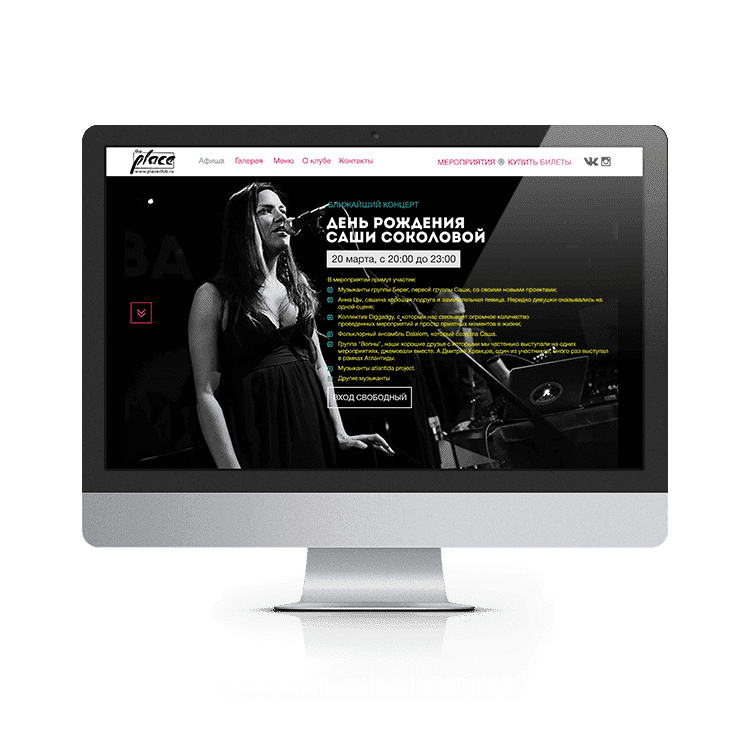 the
place
www.placeclub.ru
Афиша Галерея Меню О клубе Контакты
МЕРОПРИЯТИЯ КУПИТЬ БИЛЕТЫ
БЛИЖАЙШИЙ КОНЦЕРТ
ДЕНЬ РОЖДЕНИЯ
САШИ СОКОЛОВОЙ
20 марта, с 20:00 до 23:00
В мероприятии примут участие:
Музыканты группы Берег, первой группы Саши, со своими новыми проектами;
Анна Цы, сашина хорошая подруга и замечательная певица. Нередко девушки оказывались на
одной сцене;
Коллектив Diggadgy, с которым нас связывает огромное количество
проведенных мероприятий и просто приятных моментов в жизни;
Фольклорный ансамбль Dalalom, который создала Саша.
Группа "Волны", наши хорошие друзья с которыми мы частенько выступали на одних
мероприятиях, джемовали вместе. А Дмитрий Храмцов, один из участников, много раз выступал
в рамках Атлантиды.
Музыканты atlantida project.
Другие музыканты
ВХОД СВОБОДНЫЙ